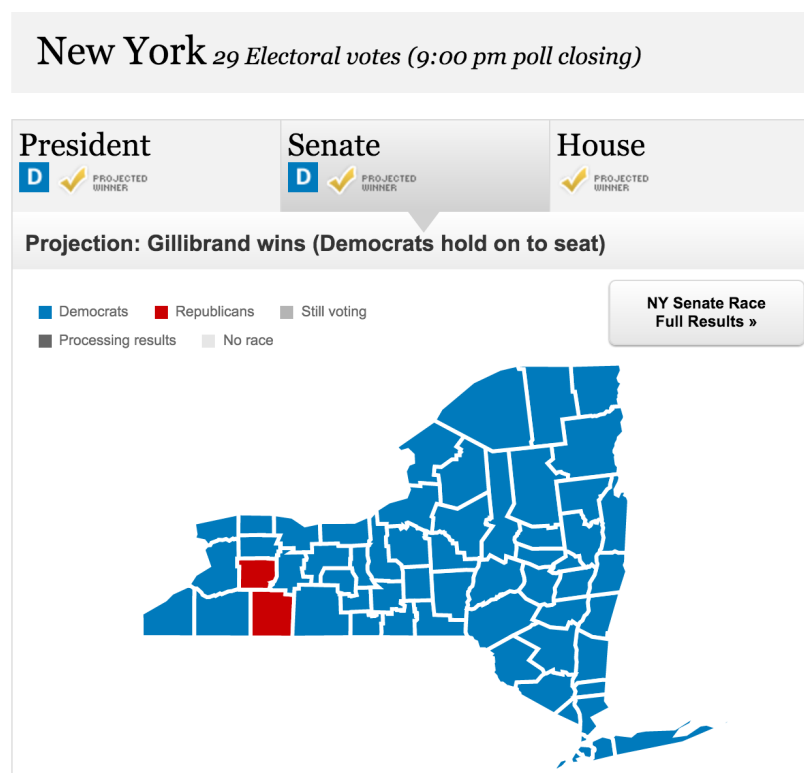 New York 29 Electoral votes (9:00 pm poll closing)
President
D PROJECTED
WINNER
Senate
D PROJECTED
WINNER
House
PROJECTED
WINNER
Projection: Gillibrand wins (Democrats hold on to seat)
Democrats Republicans Still voting
Processing results No race
NY Senate Race
Full Results »